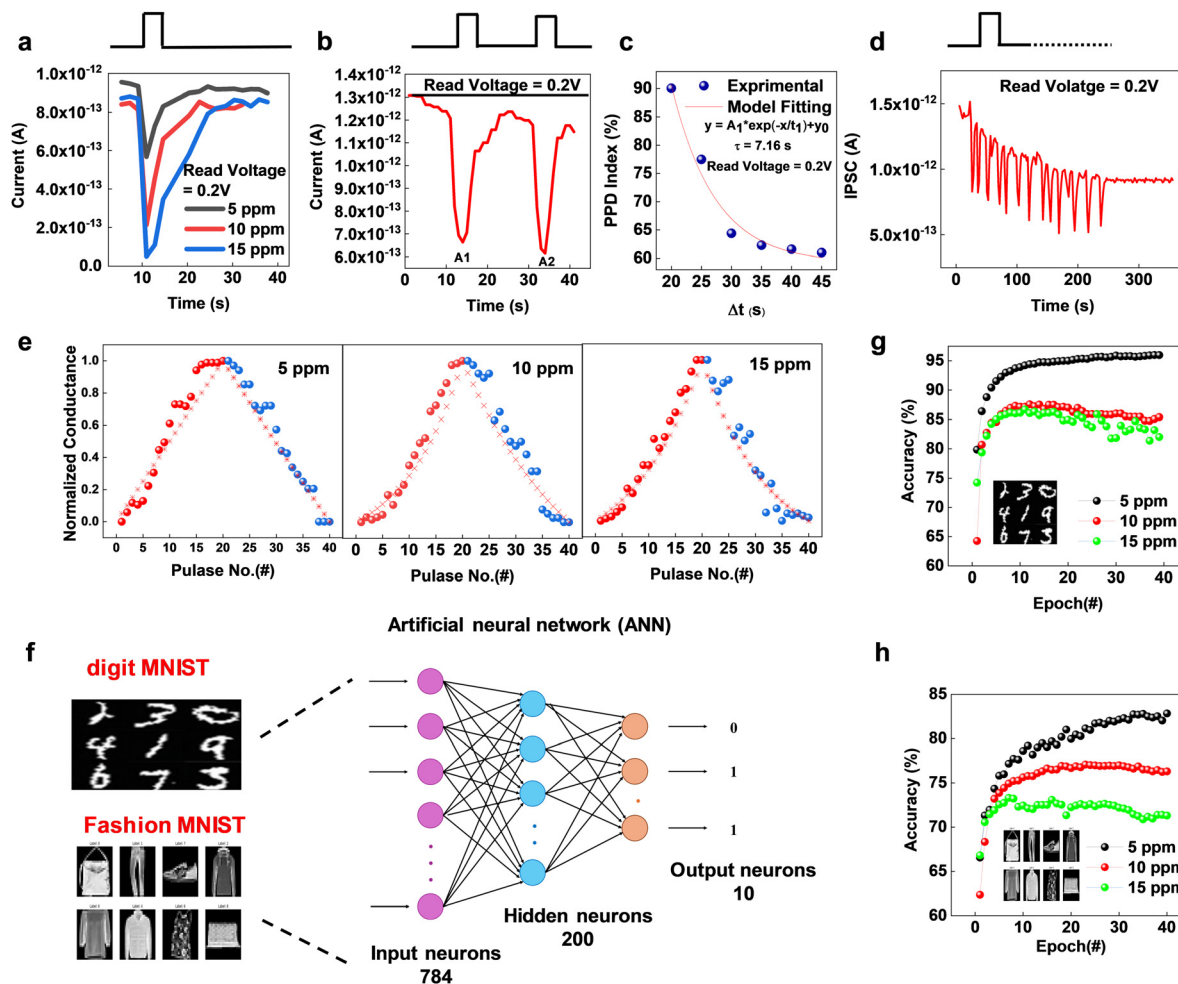 a
1.0x10⁻¹²
8.0x10⁻¹³
6.0x10⁻¹³
4.0x10⁻¹³
2.0x10⁻¹³
0.0
Current (A)
Read Voltage
= 0.2V
5 ppm
10 ppm
15 ppm
0 10 20 30 40 50
Time (s)
b
1.4x10⁻¹²
1.3x10⁻¹²
1.2x10⁻¹²
1.1x10⁻¹²
1.0x10⁻¹²
9.0x10⁻¹³
8.0x10⁻¹³
7.0x10⁻¹³
6.0x10⁻¹³
Current (A)
Read Voltage = 0.2V
A1
A2
0 10 20 30 40
Time (s)
c
90
85
80
75
70
65
60
PPD Index (%)
Exprimental
Model Fitting
y = A₁*exp(-x/t₁)+y₀
τ = 7.16 s
Read Voltage = 0.2V
20 25 30 35 40 45
Δt (s)
d
1.5x10⁻¹²
1.0x10⁻¹²
5.0x10⁻¹³
IPSC (A)
Read Volatge = 0.2V
0 100 200 300
Time (s)
e
1.0
0.8
0.6
0.4
0.2
0.0
Normalized Conductance
5 ppm
10 ppm
15 ppm
0 5 10 15 20 25 30 35 40
0 5 10 15 20 25 30 35 40
0 5 10 15 20 25 30 35 40
Pulase No.(#)
Pulase No.(#)
Pulase No.(#)
g
95
90
85
80
75
70
65
60
Accuracy (%)
5 ppm
10 ppm
15 ppm
0 10 20 30 40
Epoch(#)
Artificial neural network (ANN)
f
digit MNIST
2 3 0
4 1 9
6 7 5
Fashion MNIST
0
1
1
Output neurons
10
Hidden neurons
200
Input neurons
784
h
85
80
75
70
65
60
Accuracy (%)
5 ppm
10 ppm
15 ppm
0 10 20 30 40
Epoch(#)